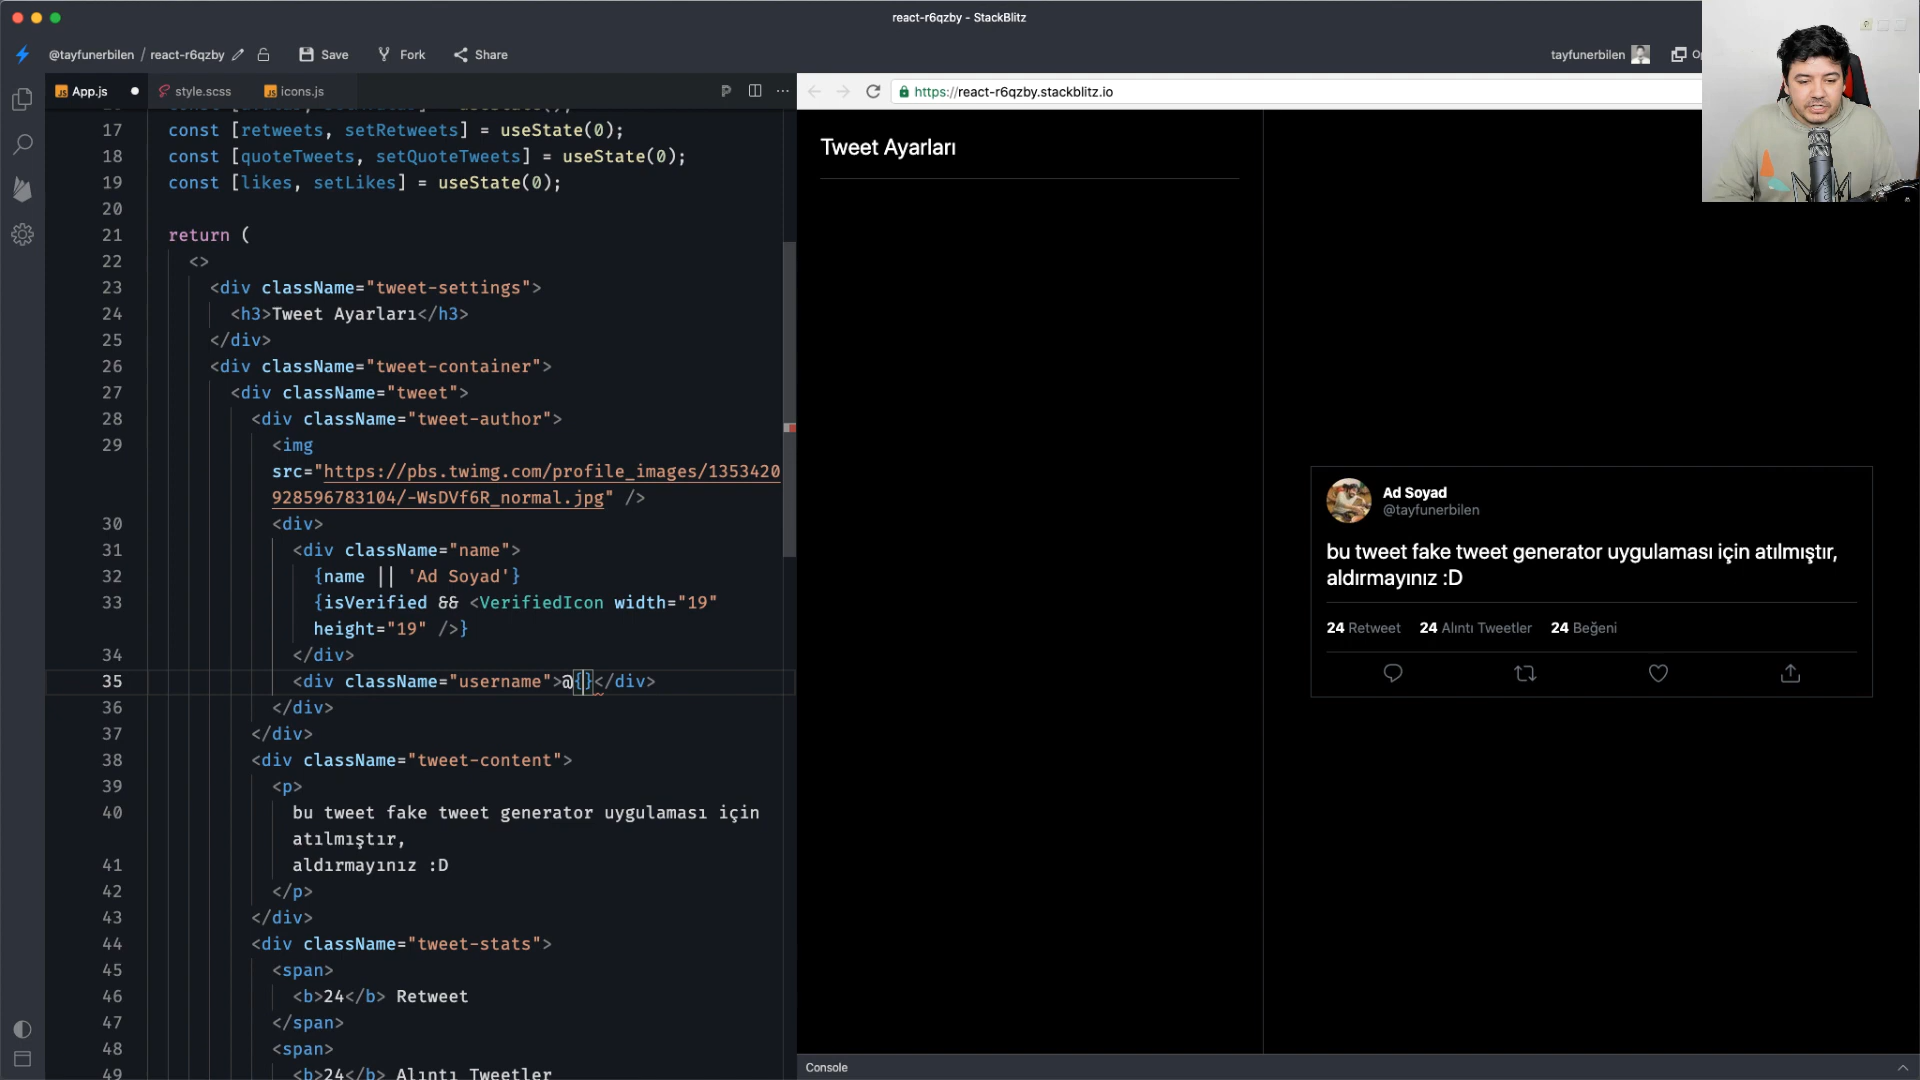 react-r6qzby - StackBlitz
@tayfunerbilen / react-r6qzby
Save
Fork
Share
tayfunerbilen
App.js
style.scss
icons.js
https://react-r6qzby.stackblitz.io
17 const [retweets, setRetweets] = useState(0);
18 const [quoteTweets, setQuoteTweets] = useState(0);
19 const [likes, setLikes] = useState(0);
20
21 return (
22 <>
23 <div className="tweet-settings">
24 <h3>Tweet Ayarları</h3>
25 </div>
26 <div className="tweet-container">
27 <div className="tweet">
28 <div className="tweet-author">
29 <img
src="https://pbs.twimg.com/profile_images/1353420
928596783104/-WsDVf6R_normal.jpg" />
30 <div>
31 <div className="name">
32 {name || 'Ad Soyad'}
33 {isVerified && <VerifiedIcon width="19"
height="19" />}
34 </div>
35 <div className="username">@{}</div>
36 </div>
37 </div>
38 <div className="tweet-content">
39 <p>
40 bu tweet fake tweet generator uygulaması için
atılmıştır,
41 aldırmayınız :D
42 </p>
43 </div>
44 <div className="tweet-stats">
45 <span>
46 <b>24</b> Retweet
47 </span>
48 <span>
49 <b>24</b> Alıntı Tweetler
Tweet Ayarları
Ad Soyad
@tayfunerbilen
bu tweet fake tweet generator uygulaması için atılmıştır,
aldırmayınız :D
24 Retweet 24 Alıntı Tweetler 24 Beğeni
Console